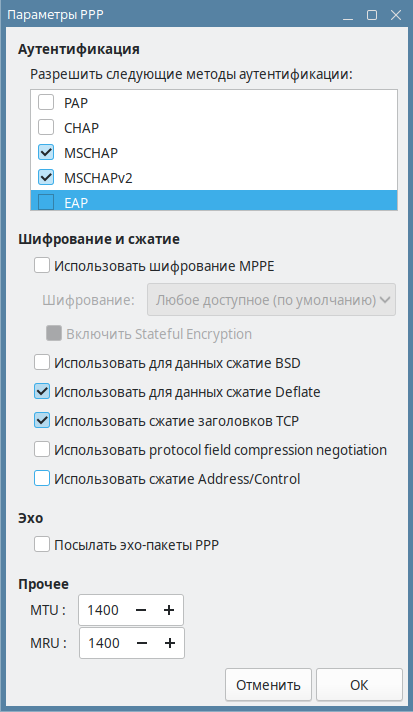 Параметры PPP
Аутентификация
Разрешить следующие методы аутентификации:
PAP
CHAP
MSCHAP
MSCHAPv2
EAP
Шифрование и сжатие
Использовать шифрование MPPE
Шифрование: Любое доступное (по умолчанию)
Включить Stateful Encryption
Использовать для данных сжатие BSD
Использовать для данных сжатие Deflate
Использовать сжатие заголовков TCP
Использовать protocol field compression negotiation
Использовать сжатие Address/Control
Эхо
Посылать эхо-пакеты PPP
Прочее
MTU : 1400
MRU : 1400
Отменить OK